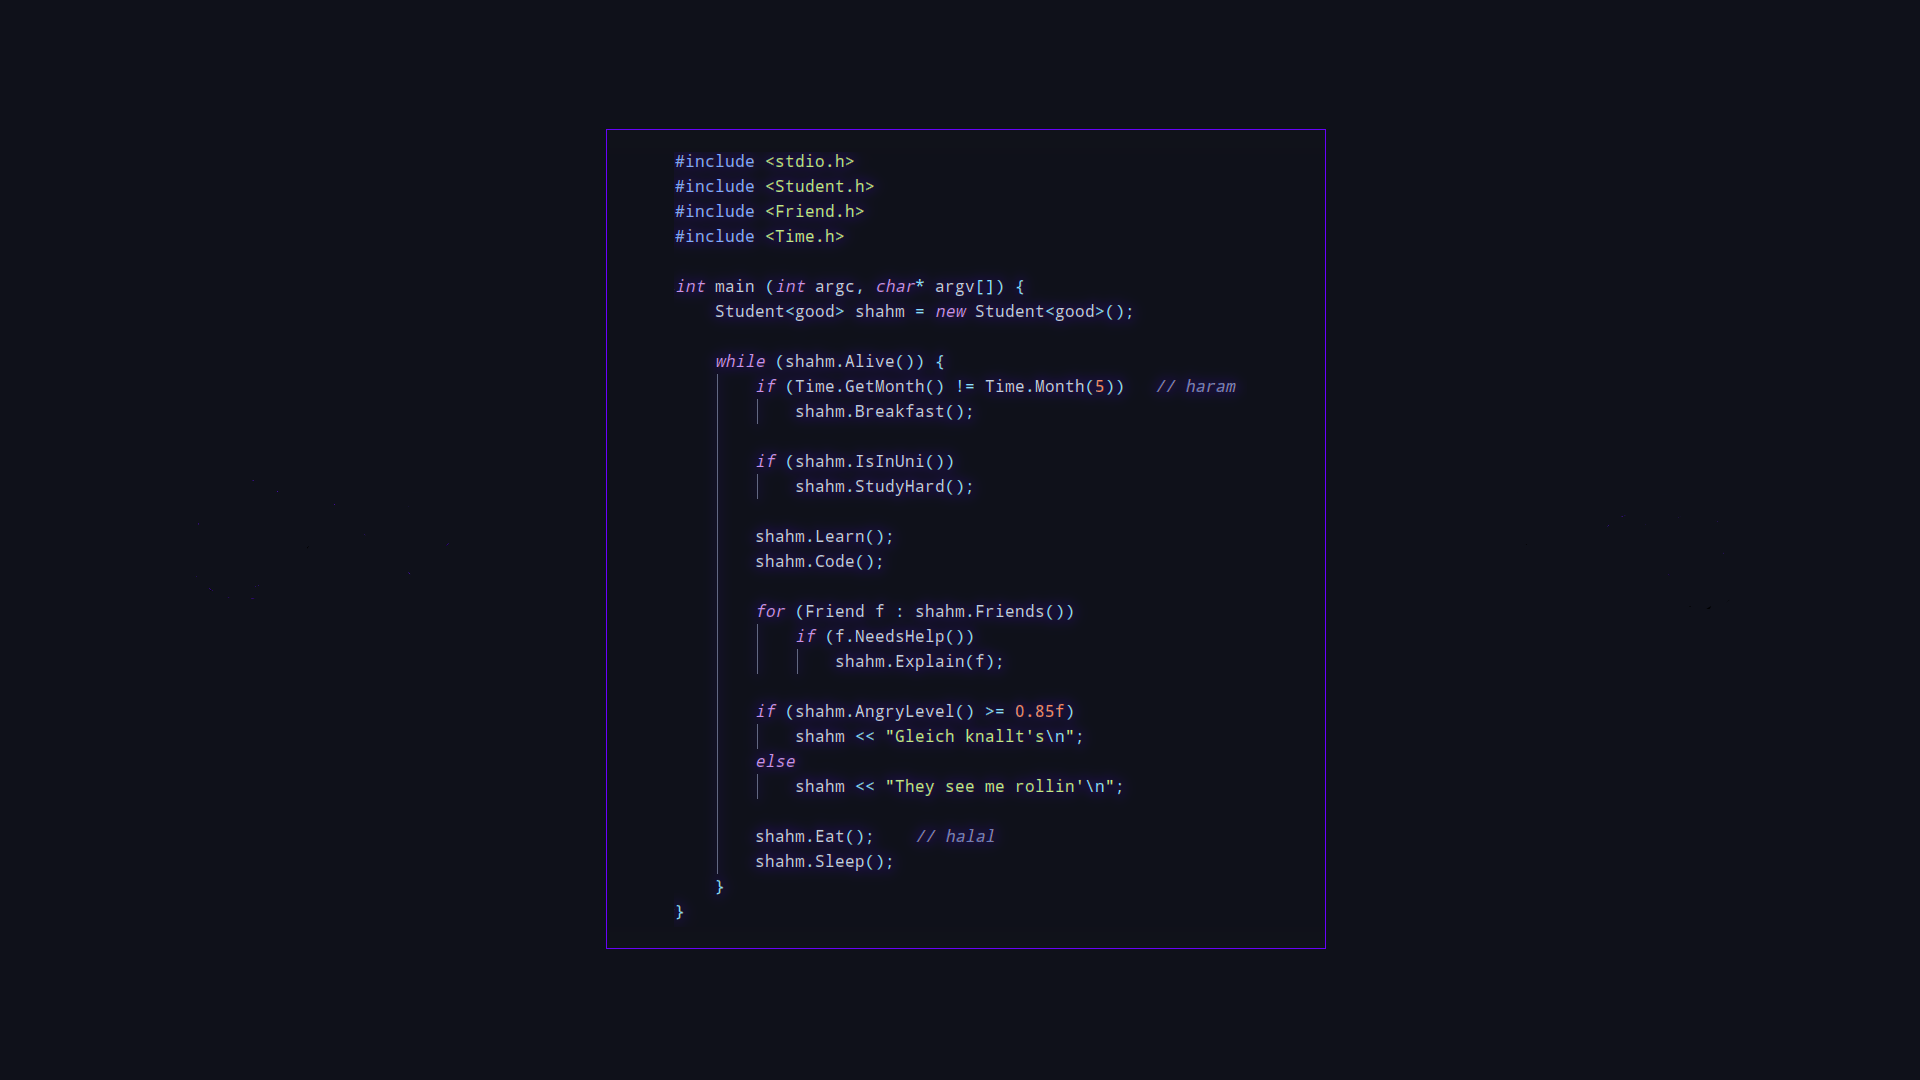 #include <stdio.h>
#include <Student.h>
#include <Friend.h>
#include <Time.h>

int main (int argc, char* argv[]) {
    Student<good> shahm = new Student<good>();

    while (shahm.Alive()) {
        if (Time.GetMonth() != Time.Month(5))   // haram
            shahm.Breakfast();

        if (shahm.IsInUni())
            shahm.StudyHard();

        shahm.Learn();
        shahm.Code();

        for (Friend f : shahm.Friends())
            if (f.NeedsHelp())
                shahm.Explain(f);

        if (shahm.AngryLevel() >= 0.85f)
            shahm << "Gleich knallt's\n";
        else
            shahm << "They see me rollin'\n";

        shahm.Eat();    // halal
        shahm.Sleep();
    }
}